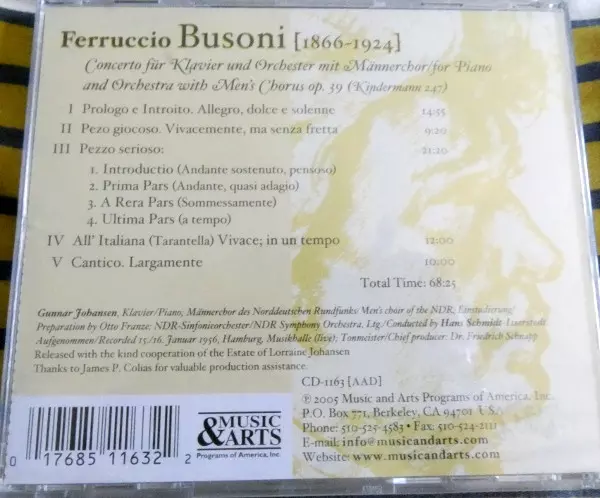 Ferruccio Busoni [1866-1924]
Concerto für Klavier und Orchester mit Männerchor/for Piano
and Orchestra with Men's Chorus op. 39 (Kindermann 247)
I Prologo e Introito. Allegro, dolce e solenne 14:55
II Pezo giocoso. Vivacemente, ma senza fretta 9:20
III Pezzo serioso: 21:20
1. Introductio (Andante sostenuto, pensoso)
2. Prima Pars (Andante, quasi adagio)
3. A Rera Pars (Sommessamente)
4. Ultima Pars (a tempo)
IV All' Italiana (Tarantella) Vivace; in un tempo 12:00
V Cantico. Largamente 10:00
Total Time: 68:25
Gunnar Johansen, Klavier/Piano, Männerchor des Norddeutschen Rundfunks/Men's choir of the NDR, Einstudierung/
Preparation by Otto Franze; NDR-Sinfonieorchester/NDR Symphony Orchestra, Ltg./Conducted by Hans Schmidt-Isserstedt.
Aufgenommen/Recorded 15./16. Januar 1956, Hamburg, Musikhalle (live); Tonmeister/Chief producer: Dr. Friedrich Schnapp
Released with the kind cooperation of the Estate of Lorraine Johansen
Thanks to James P. Colias for valuable production assistance.
CD-1163 [AAD]
℗ 2005 Music and Arts Programs of America, Inc.
P.O. Box 771, Berkeley, CA 94701 U.S.A.
Phone: 510-525-4583 • Fax: 510-524-2111
E-mail: info@musicandarts.com
Website: www.musicandarts.com
MUSIC
&ARTS
Programs of America, Inc.
0 17685 11632 2